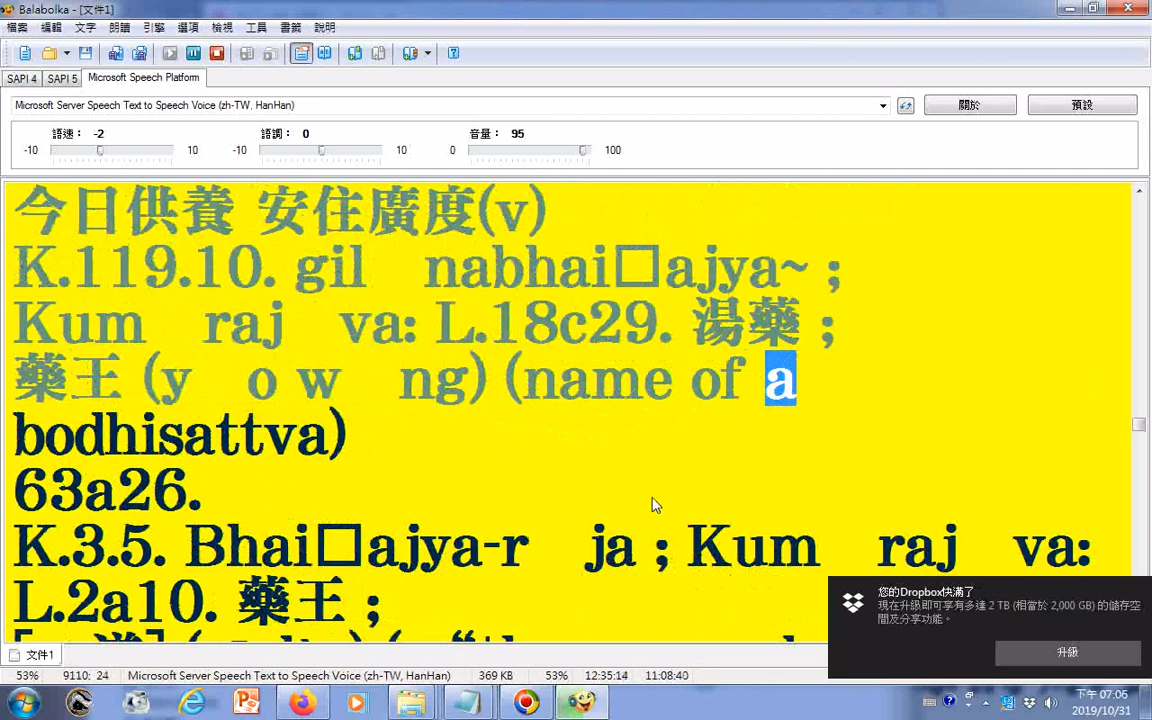 Balabolka - [文件1]
檔案 編輯 文字 朗讀 引擎 選項 檢視 工具 書籤 說明
SAPI 4 SAPI 5 Microsoft Speech Platform
Microsoft Server Speech Text to Speech Voice (zh-TW, HanHan) 關於 預設
語速： -2 語調： 0 音量： 95
-10 10 -10 10 0 100
今日供養 安住廣度(v)
K.119.10. gil nabhai□ajya~ ;
Kum raj va: L.18c29. 湯藥 ;
藥王 (y o w ng) (name of a
bodhisattva)
63a26.
K.3.5. Bhai□ajya-r ja ; Kum raj va:
L.2a10. 藥王 ;
您的Dropbox快滿了
現在升級即可享有多達 2 TB (相當於 2,000 GB) 的儲存空
間及分享功能。
升級
文件1
53% 9110: 24 Microsoft Server Speech Text to Speech Voice (zh-TW, HanHan) 369 KB 53% 12:35:14 11:08:40
下午 07:05
2019/10/31